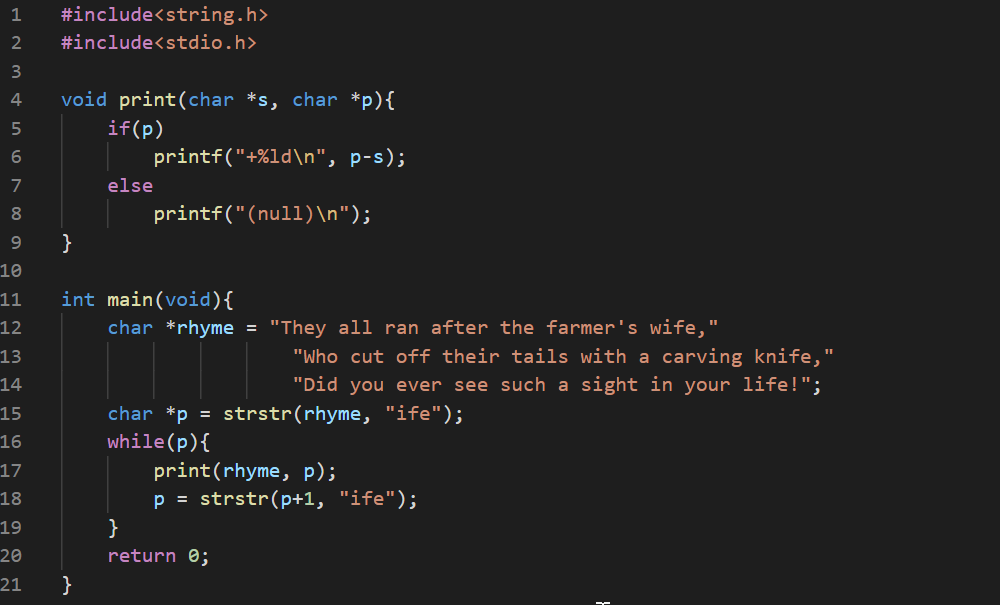 1 #include<string.h>
2 #include<stdio.h>
3
4 void print(char *s, char *p){
5     if(p)
6         printf("+%ld\n", p-s);
7     else
8         printf("(null)\n");
9 }
10
11 int main(void){
12     char *rhyme = "They all ran after the farmer's wife,"
13                     "Who cut off their tails with a carving knife,"
14                     "Did you ever see such a sight in your life!";
15     char *p = strstr(rhyme, "ife");
16     while(p){
17         print(rhyme, p);
18         p = strstr(p+1, "ife");
19     }
20     return 0;
21 }